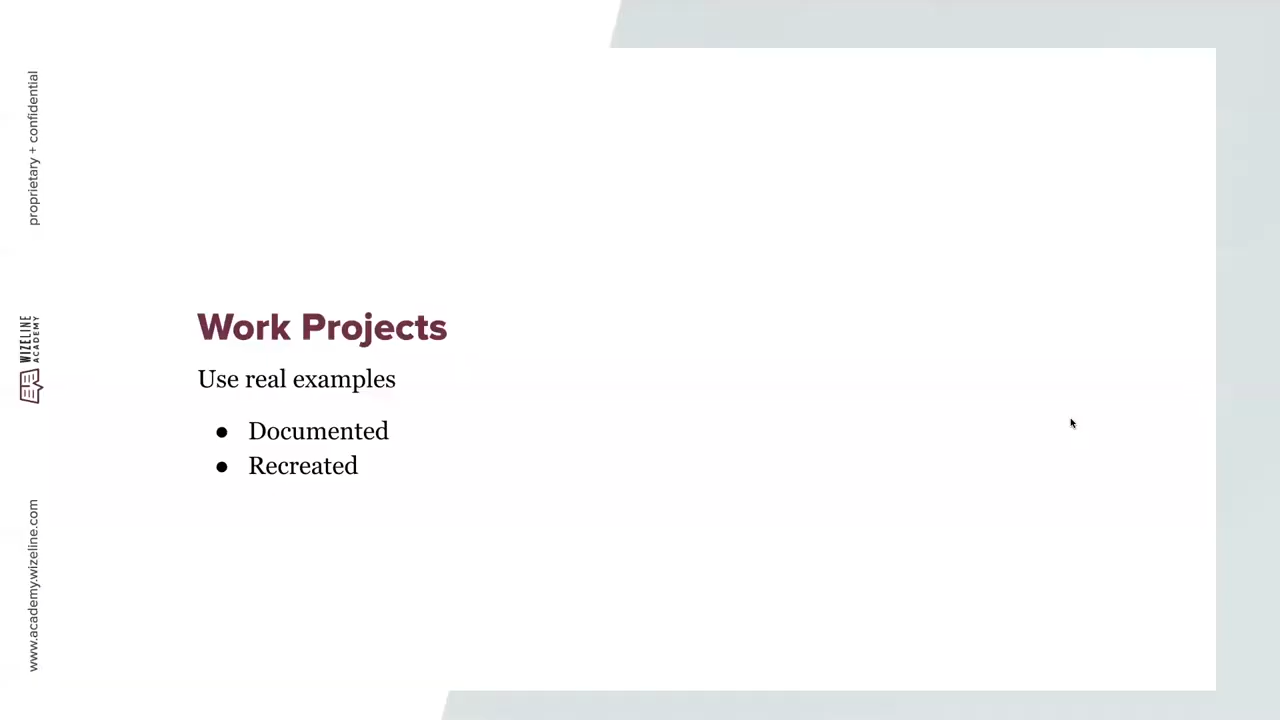 proprietary + confidential
WIZELINE
ACADEMY
www.academy.wizeline.com
Work Projects
Use real examples
● Documented
● Recreated